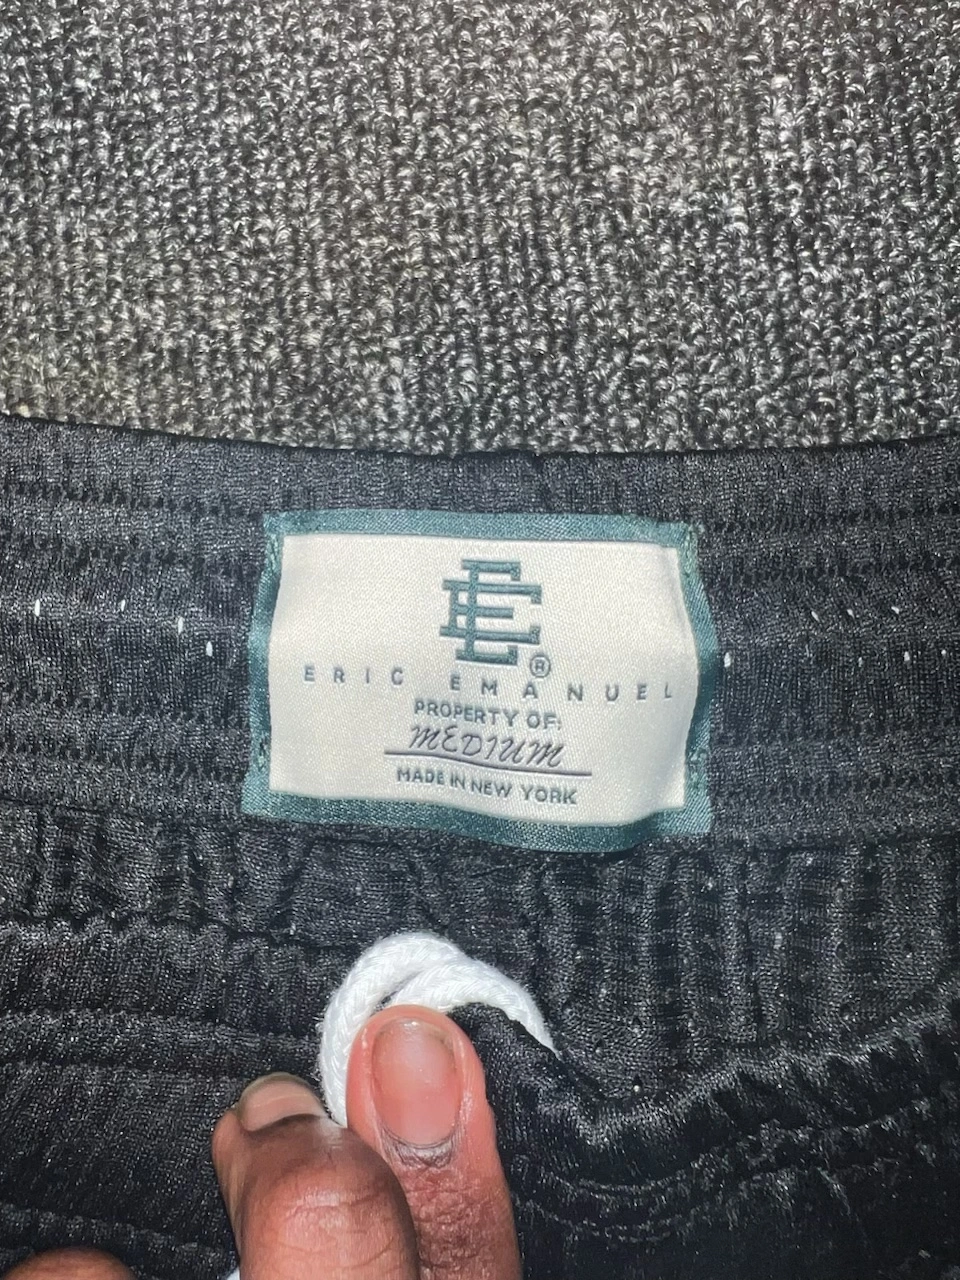 EE®
ERIC EMANUEL
PROPERTY OF:
MEDIUM
MADE IN NEW YORK